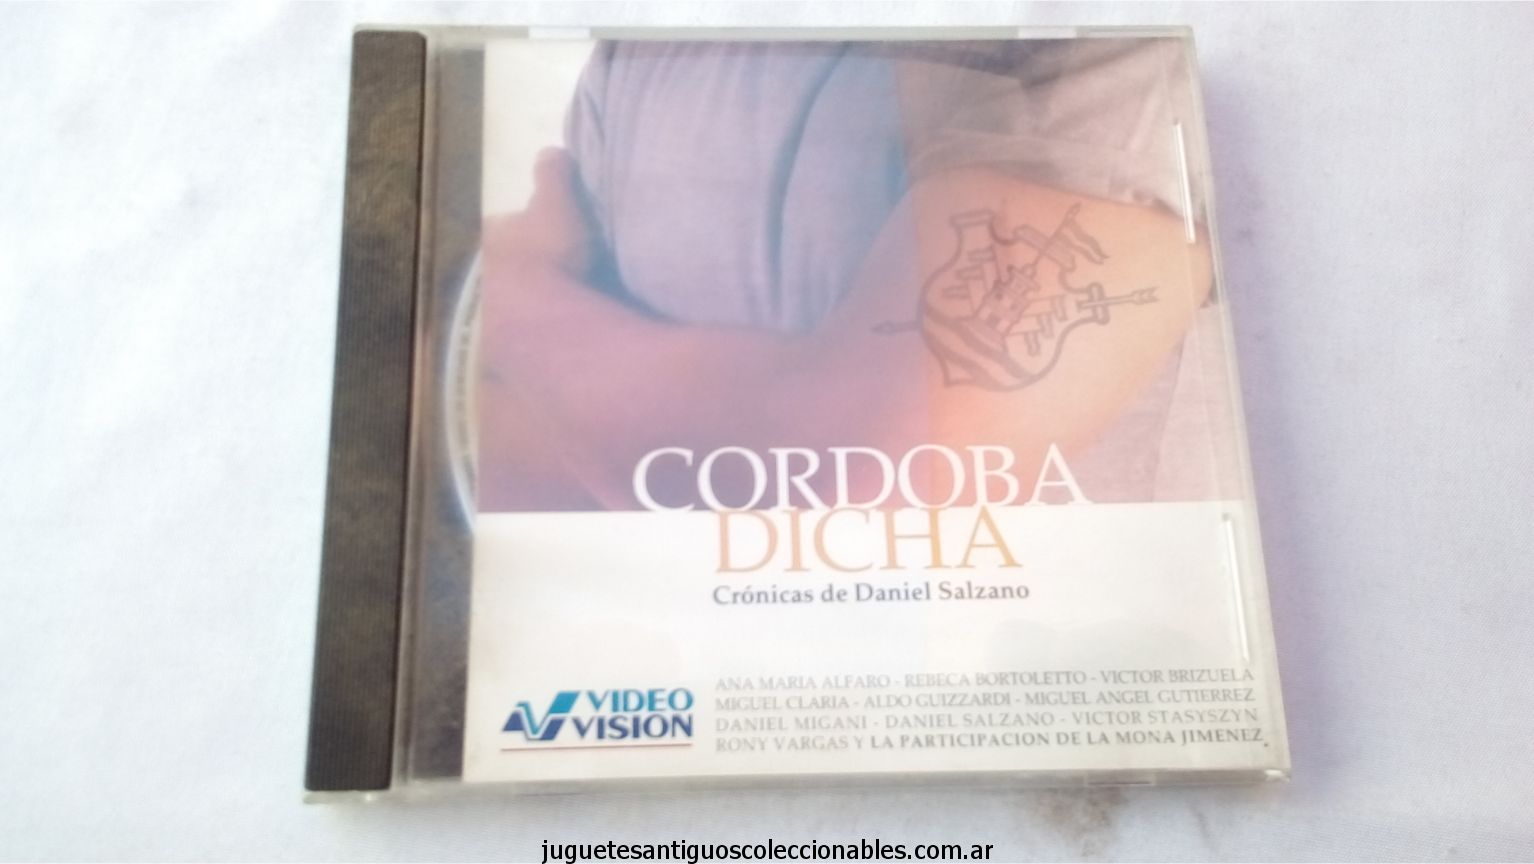 CORDOBA
DICHA
Crónicas de Daniel Salzano
VIDEO
VISION
ANA MARIA ALFARO - REBECA BORTOLETTO - VICTOR BRIZUELA
MIGUEL CLARIA - ALDO GUIZZARDI - MIGUEL ANGEL GUTIERREZ
DANIEL MIGANI - DANIEL SALZANO - VICTOR STASYSZYN
RONY VARGAS Y LA PARTICIPACION DE LA MONA JIMENEZ.
juguetesantiguoscoleccionables.com.ar